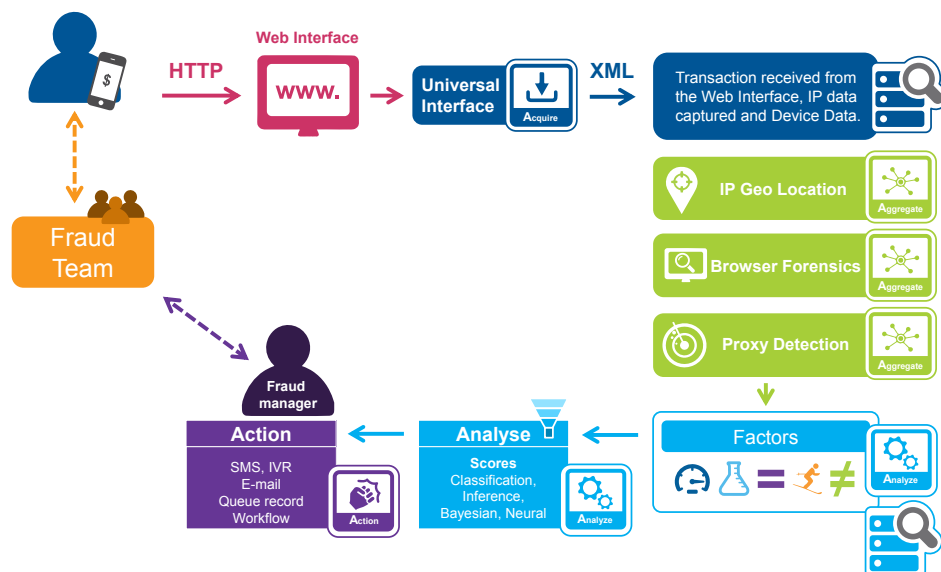 $
HTTP
Web Interface
www.
Universal
Interface
Acquire
XML
Transaction received from
the Web Interface, IP data
captured and Device Data.
IP Geo Location
Aggregate
Browser Forensics
Aggregate
Proxy Detection
Aggregate
Fraud
Team
Fraud
manager
Action
SMS, IVR
E-mail
Queue record
Workflow
Action
Analyse
Scores
Classification,
Inference,
Bayesian, Neural
Analyze
Factors
= ≠
Analyze